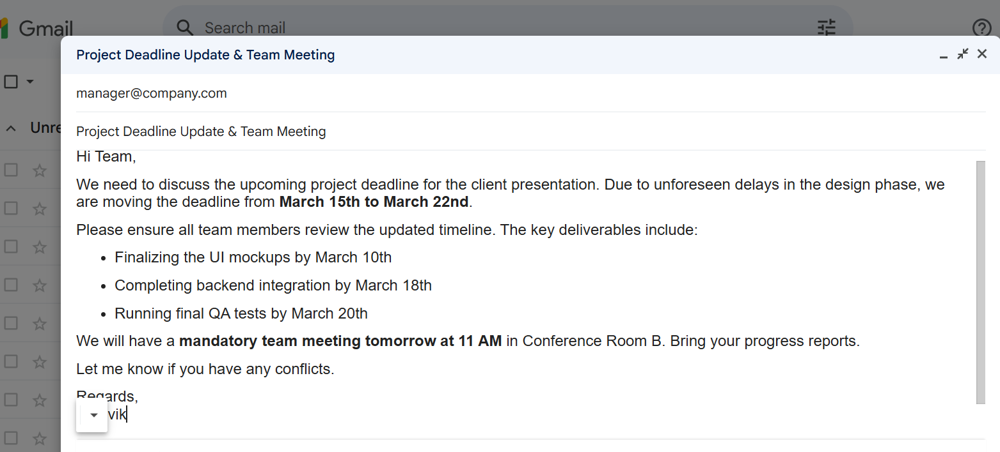 Gmail
Search mail
Project Deadline Update & Team Meeting
manager@company.com
Unre
Project Deadline Update & Team Meeting
Hi Team,
We need to discuss the upcoming project deadline for the client presentation. Due to unforeseen delays in the design phase, we
are moving the deadline from March 15th to March 22nd.
Please ensure all team members review the updated timeline. The key deliverables include:
• Finalizing the UI mockups by March 10th
• Completing backend integration by March 18th
• Running final QA tests by March 20th
We will have a mandatory team meeting tomorrow at 11 AM in Conference Room B. Bring your progress reports.
Let me know if you have any conflicts.
Regards,
vik